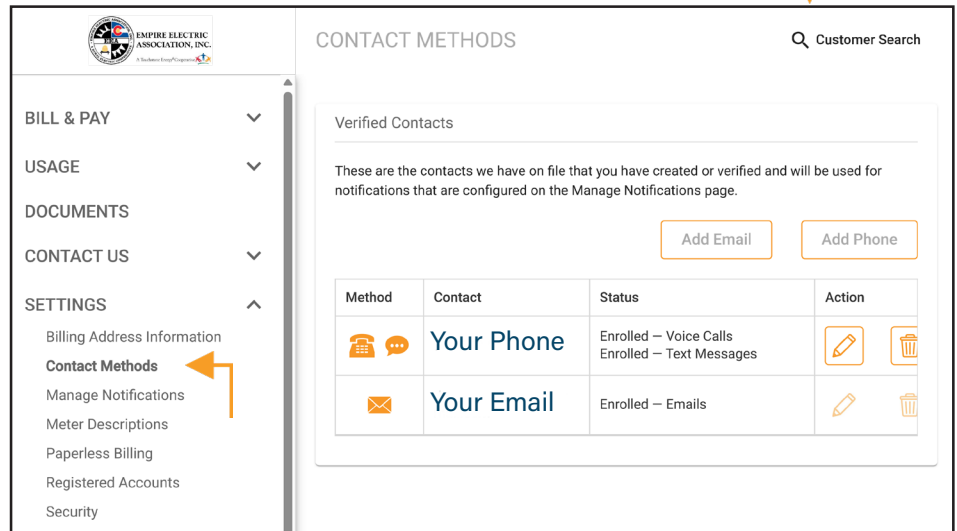 EMPIRE ELECTRIC
ASSOCIATION, INC.
CONTACT METHODS
Customer Search
BILL & PAY
USAGE
DOCUMENTS
CONTACT US
SETTINGS
Billing Address Information
Contact Methods
Manage Notifications
Meter Descriptions
Paperless Billing
Registered Accounts
Security
Verified Contacts
These are the contacts we have on file that you have created or verified and will be used for
notifications that are configured on the Manage Notifications page.
Add Email Add Phone
Method Contact Status Action
Your Phone
Enrolled – Voice Calls
Enrolled – Text Messages
Your Email
Enrolled – Emails